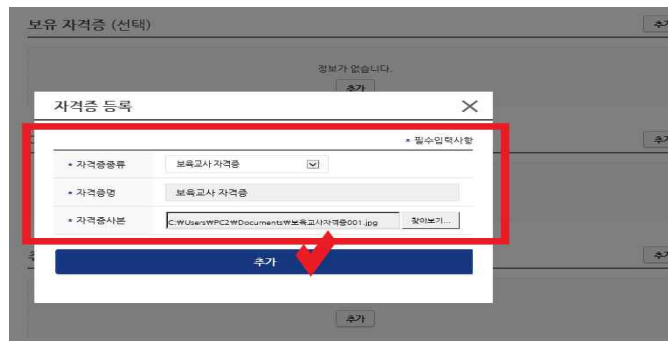 보유 자격증 (선택)
추가
정보가 없습니다.
추가
자격증 등록
* 필수입력사항
* 자격증종류 보육교사 자격증
* 자격증명 보육교사 자격증
* 자격증사본 C:₩Users₩PC2₩Documents₩보육교사자격증001.jpg 찾아보기...
추가
추가